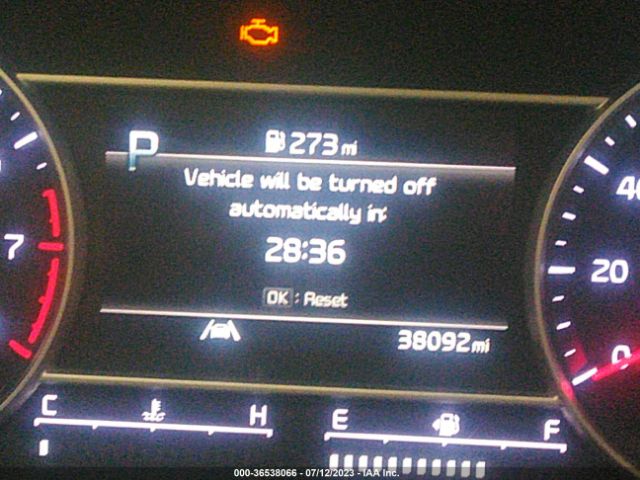 P 273 mi
Vehicle will be turned off
automatically in:
28:36
OK : Reset
38092 mi
7
40
20
0
C H
E F
000-36538066 - 07/12/2023 - IAA Inc.